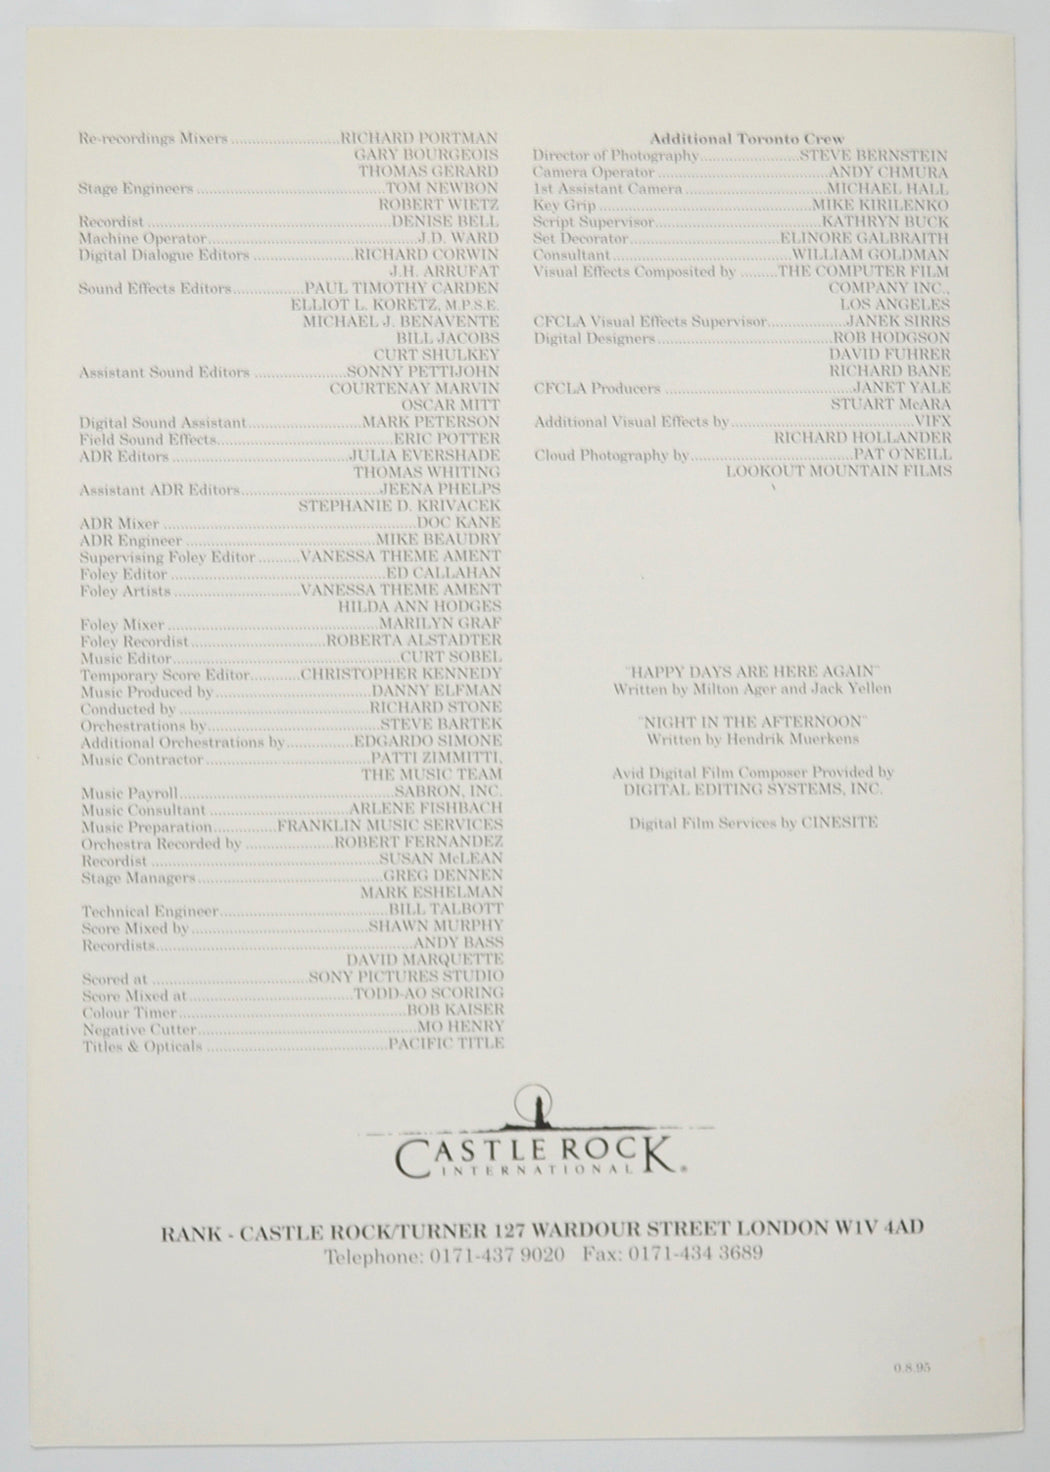 Re-recordings Mixers.......................RICHARD PORTMAN
GARY BOURGEOIS
THOMAS GERARD
Stage Engineers.......................TOM NEWBON
ROBERT WIETZ
Recordist.......................DENISE BELL
Machine Operator.......................J.D. WARD
Digital Dialogue Editors.......................RICHARD CORWIN
J.H. ARRUFAT
Sound Effects Editors.......................PAUL TIMOTHY CARDEN
ELLIOT L. KORETZ, M.P.S.E.
MICHAEL J. BENAVENTE
BILL JACOBS
CURT SHULKEY
Assistant Sound Editors.......................SONNY PETTIJOHN
COURTENAY MARVIN
OSCAR MITT
Digital Sound Assistant.......................MARK PETERSON
Field Sound Effects.......................ERIC POTTER
ADR Editors.......................JULIA EVERSHADE
THOMAS WHITING
Assistant ADR Editors.......................JEENA PHELPS
STEPHANIE D. KRIVACEK
ADR Mixer.......................DOC KANE
ADR Engineer.......................MIKE BEAUDRY
Supervising Foley Editor.........VANESSA THEME AMENT
Foley Editor.......................ED CALLAHAN
Foley Artists.......................VANESSA THEME AMENT
HILDA ANN HODGES
Foley Mixer.......................MARILYN GRAF
Foley Recordist.......................ROBERTA ALSTADTER
Music Editor.......................CURT SOBEL
Temporary Score Editor...........CHRISTOPHER KENNEDY
Music Produced by.......................DANNY ELFMAN
Conducted by.......................RICHARD STONE
Orchestrations by.......................STEVE BARTEK
Additional Orchestrations by...............EDGARDO SIMONE
Music Contractor.......................PATTI ZIMMITTI,
THE MUSIC TEAM
Music Payroll.......................SABRON, INC.
Music Consultant.......................ARLENE FISHBACH
Music Preparation..............FRANKLIN MUSIC SERVICES
Orchestra Recorded by...................ROBERT FERNANDEZ
Recordist.......................SUSAN McLEAN
Stage Managers.......................GREG DENNEN
MARK ESHELMAN
Technical Engineer.......................BILL TALBOTT
Score Mixed by.......................SHAWN MURPHY
Recordists.......................ANDY BASS
DAVID MARQUETTE
Scored at.......................SONY PICTURES STUDIO
Score Mixed at.......................TODD-AO SCORING
Colour Timer.......................BOB KAISER
Negative Cutter.......................MO HENRY
Titles & Opticals.......................PACIFIC TITLE
Additional Toronto Crew
Director of Photography.......................STEVE BERNSTEIN
Camera Operator.......................ANDY CHMURA
1st Assistant Camera.......................MICHAEL HALL
Key Grip.......................MIKE KIRILENKO
Script Supervisor.......................KATHRYN BUCK
Set Decorator.......................ELINORE GALBRAITH
Consultant.......................WILLIAM GOLDMAN
Visual Effects Composited by.........THE COMPUTER FILM
COMPANY INC.,
LOS ANGELES
CFCLA Visual Effects Supervisor.................JANEK SIRRS
Digital Designers.......................ROB HODGSON
DAVID FUHRER
RICHARD BANE
CFCLA Producers.......................JANET YALE
STUART McARA
Additional Visual Effects by.......................VIFX
RICHARD HOLLANDER
Cloud Photography by.......................PAT O'NEILL
LOOKOUT MOUNTAIN FILMS
"HAPPY DAYS ARE HERE AGAIN"
Written by Milton Ager and Jack Yellen
"NIGHT IN THE AFTERNOON"
Written by Hendrik Muerkens
Avid Digital Film Composer Provided by
DIGITAL EDITING SYSTEMS, INC.
Digital Film Services by CINESITE
CASTLE ROCK
INTERNATIONAL ®
RANK - CASTLE ROCK/TURNER 127 WARDOUR STREET LONDON W1V 4AD
Telephone: 0171-437 9020 Fax: 0171-434 3689
0.8.95